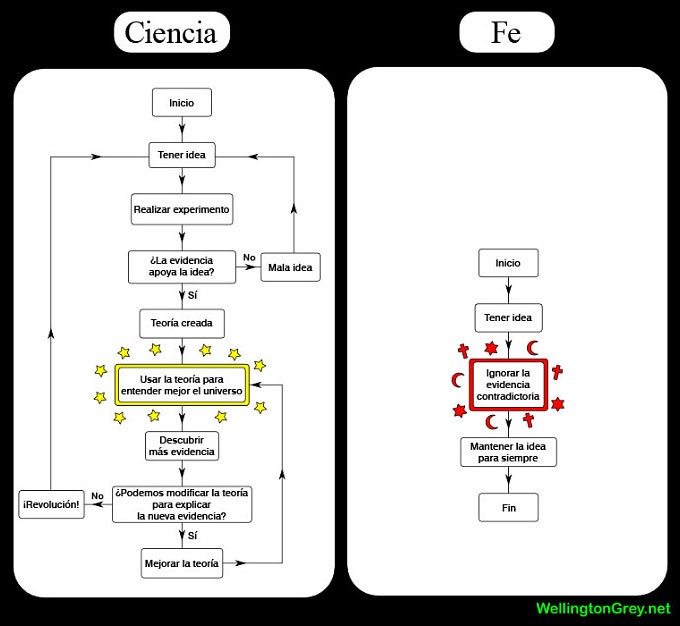 Ciencia
Inicio
Tener idea
Realizar experimento
¿La evidencia
apoya la idea?
No
Mala idea
Sí
Teoría creada
Usar la teoría para
entender mejor el universo
Descubrir
más evidencia
¿Podemos modificar la teoría
para explicar
la nueva evidencia?
No
¡Revolución!
Sí
Mejorar la teoría
Fe
Inicio
Tener idea
Ignorar la
evidencia
contradictoria
Mantener la idea
para siempre
Fin
WellingtonGrey.net